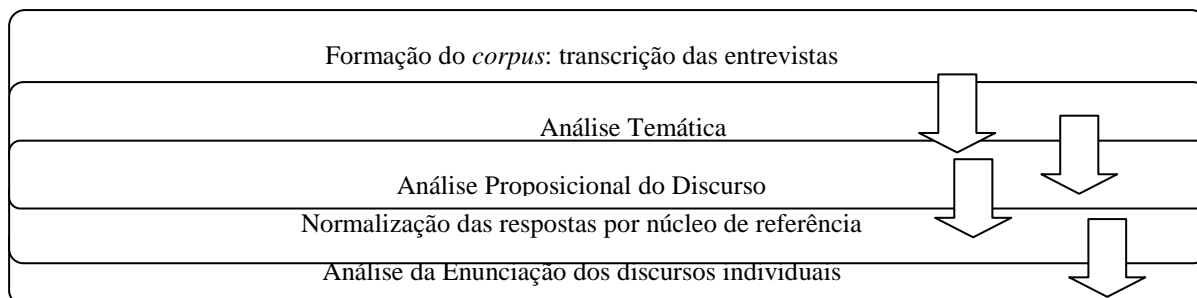 Formação do corpus: transcrição das entrevistas
Análise Temática
Análise Proposicional do Discurso
Normalização das respostas por núcleo de referência
Análise da Enunciação dos discursos individuais